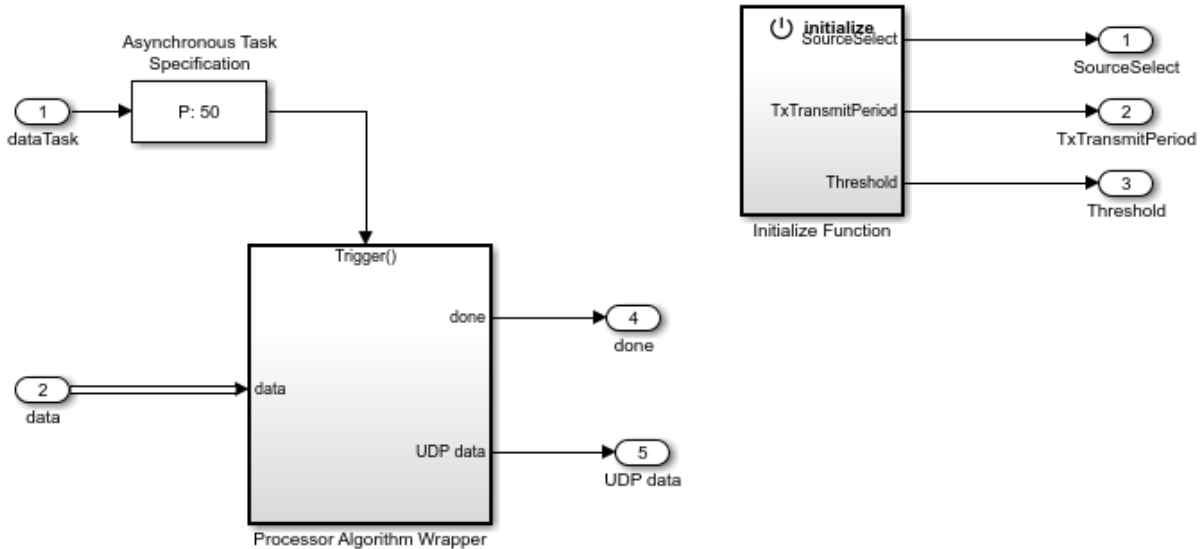 Asynchronous Task
Specification
1
P: 50
dataTask
initialize
SourceSelect
1
SourceSelect
TxTransmitPeriod
2
TxTransmitPeriod
Threshold
3
Threshold
Initialize Function
Trigger()
done
4
done
2
data
data
UDP data
5
UDP data
Processor Algorithm Wrapper